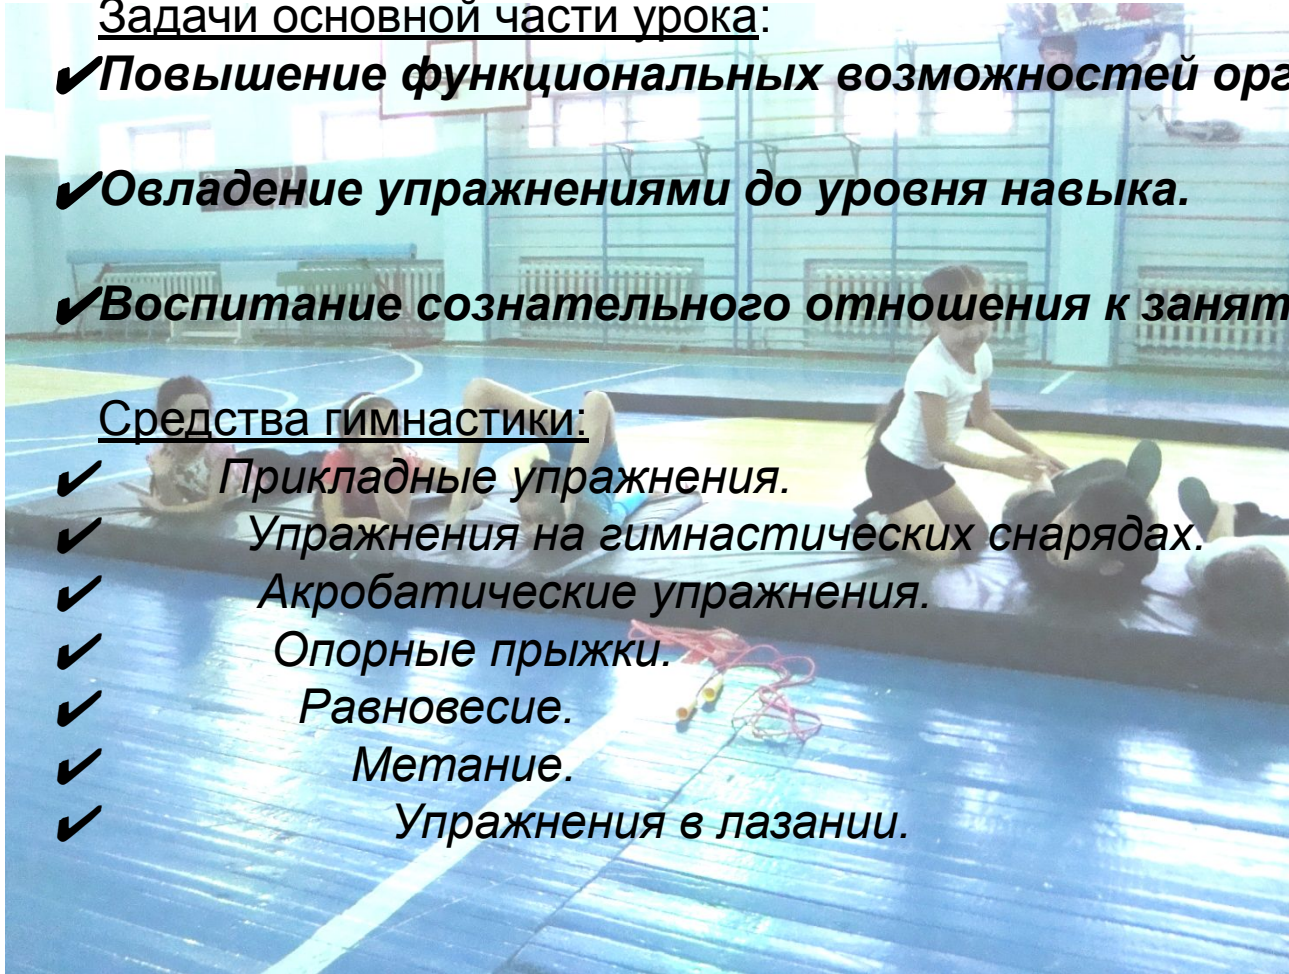 Задачи основной части урока:
✔Повышение функциональных возможностей орг
✔Овладение упражнениями до уровня навыка.
✔Воспитание сознательного отношения к занят
Средства гимнастики:
✔ Прикладные упражнения.
✔ Упражнения на гимнастических снарядах.
✔ Акробатические упражнения.
✔ Опорные прыжки.
✔ Равновесие.
✔ Метание.
✔ Упражнения в лазании.